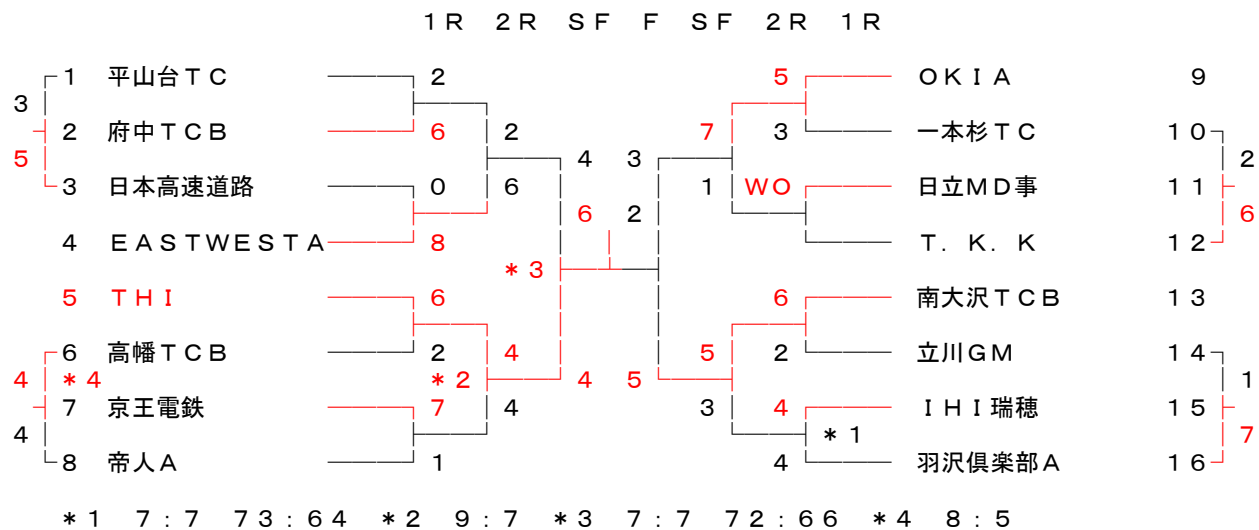 １Ｒ ２Ｒ ＳＦ Ｆ ＳＦ ２Ｒ １Ｒ
１ 平山台ＴＣ ２ ５ ＯＫＩＡ ９
３
２ 府中ＴＣＢ ６ ２ ７ ３ 一本杉ＴＣ １０
５ ４ ３ ２
３ 日本高速道路 ０ ６ １ ＷＯ 日立ＭＤ事 １１
６ ２ ６
４ ＥＡＳＴＷＥＳＴＡ ８ Ｔ．Ｋ．Ｋ １２
＊３
５ ＴＨＩ ６ ６ 南大沢ＴＣＢ １３
６ 高幡ＴＣＢ ２ ４ ５ ２ 立川ＧＭ １４
４ ＊４ ＊２ ４ ５ １
７ 京王電鉄 ７ ４ ３ ４ ＩＨＩ瑞穂 １５
４ ＊１ ７
８ 帝人Ａ １ ４ 羽沢倶楽部Ａ １６
＊１ ７：７ ７３：６４ ＊２ ９：７ ＊３ ７：７ ７２：６６ ＊４ ８：５